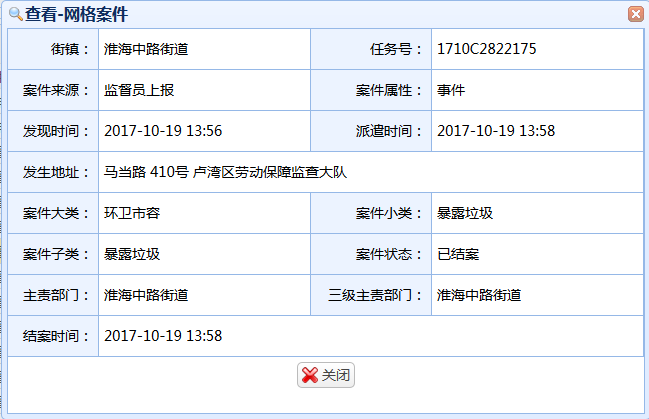 查看-网格案件
街镇： 淮海中路街道 任务号： 1710C2822175
案件来源： 监督员上报 案件属性： 事件
发现时间： 2017-10-19 13:56 派遣时间： 2017-10-19 13:58
发生地址： 马当路 410号 卢湾区劳动保障监查大队
案件大类： 环卫市容 案件小类： 暴露垃圾
案件子类： 暴露垃圾 案件状态： 已结案
主责部门： 淮海中路街道 三级主责部门： 淮海中路街道
结案时间： 2017-10-19 13:58
关闭